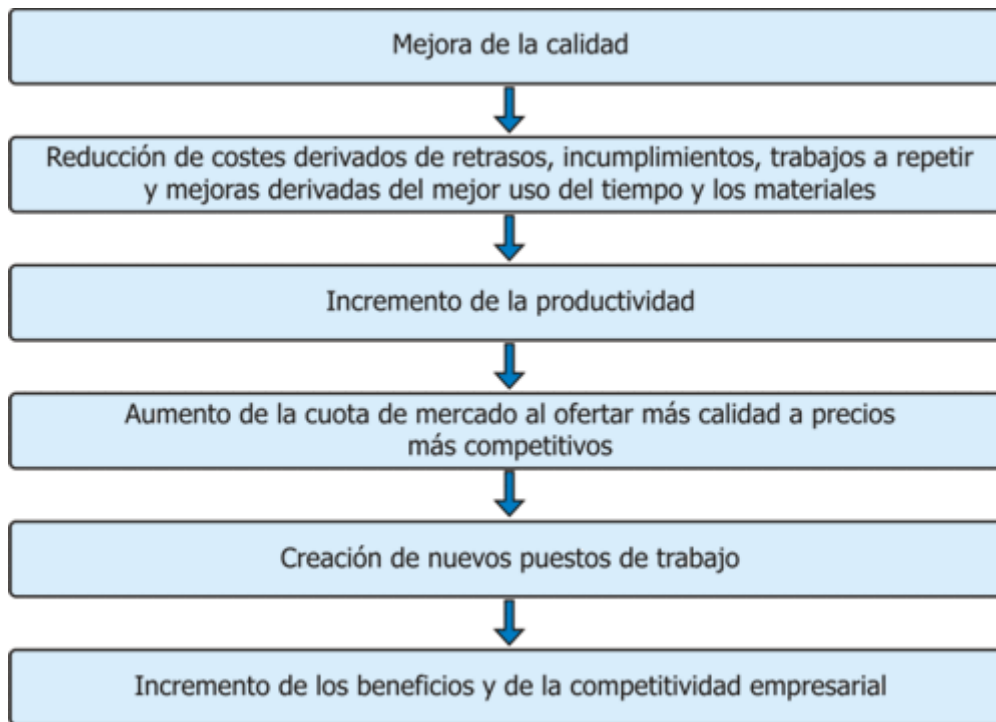 Mejora de la calidad
Reducción de costes derivados de retrasos, incumplimientos, trabajos a repetir
y mejoras derivadas del mejor uso del tiempo y los materiales
Incremento de la productividad
Aumento de la cuota de mercado al ofertar más calidad a precios
más competitivos
Creación de nuevos puestos de trabajo
Incremento de los beneficios y de la competitividad empresarial